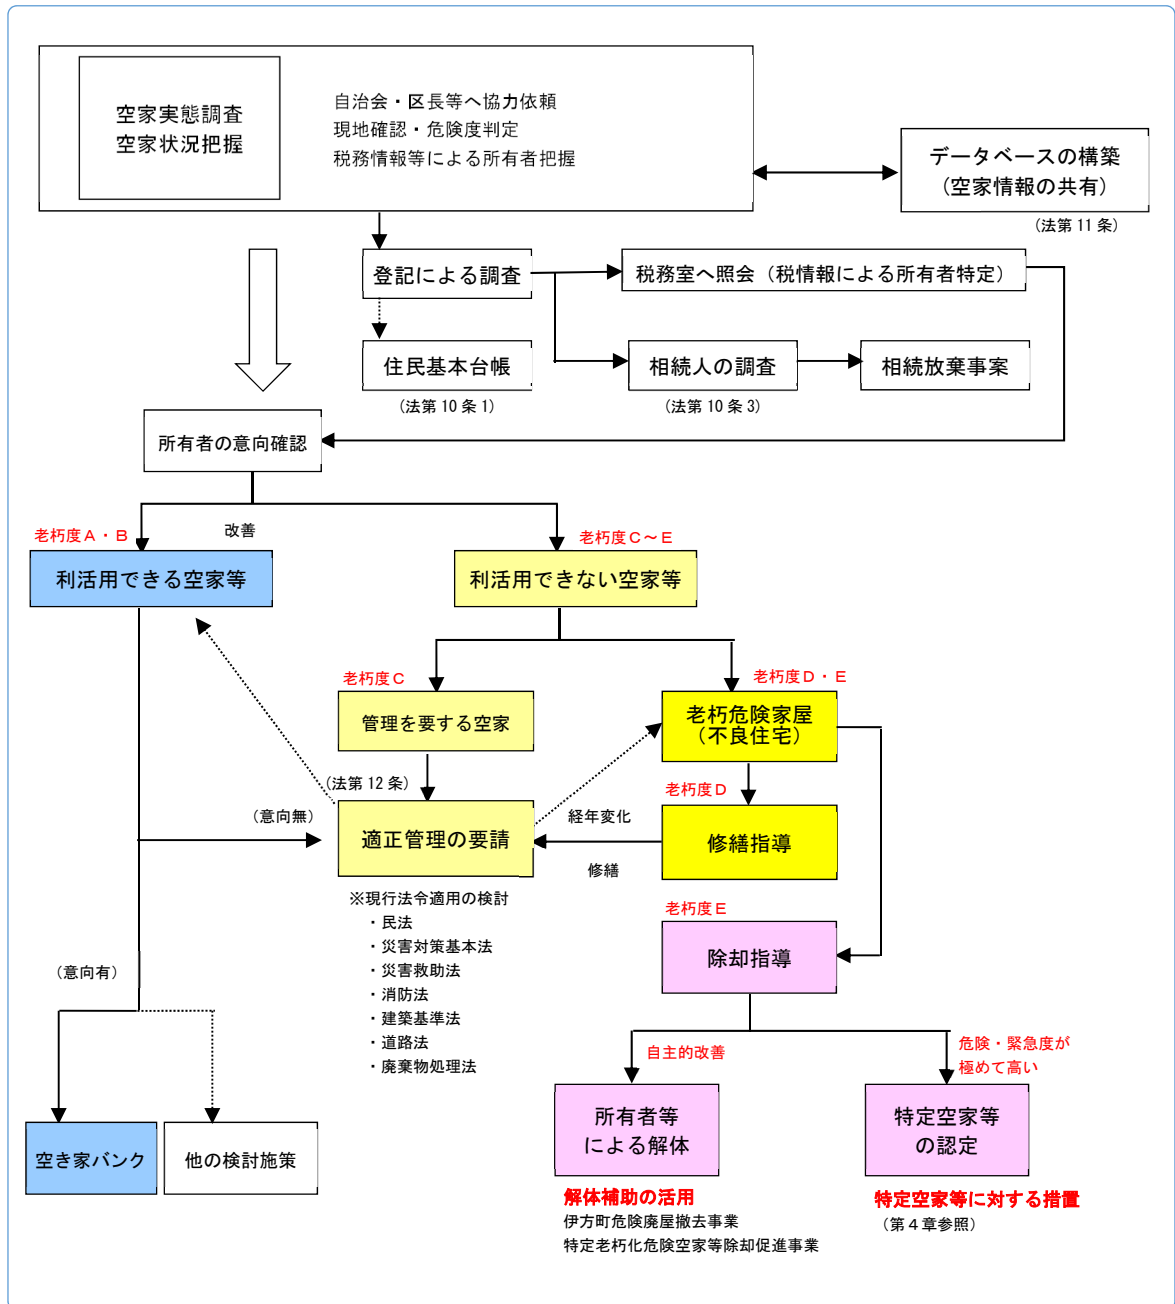 空家実態調査
空家状況把握
自治会・区長等へ協力依頼
現地確認・危険度判定
税務情報等による所有者把握
データベースの構築
（空家情報の共有）
（法第 11 条）
登記による調査
税務室へ照会（税情報による所有者特定）
住民基本台帳
（法第 10 条 1）
相続人の調査
（法第 10 条 3）
相続放棄事案
所有者の意向確認
老朽度Ａ・Ｂ
改善
老朽度Ｃ～Ｅ
利活用できる空家等
利活用できない空家等
老朽度Ｃ
老朽度Ｄ・Ｅ
管理を要する空家
老朽危険家屋
（不良住宅）
（法第 12 条）
老朽度Ｄ
（意向無）
適正管理の要請
経年変化
修繕
修繕指導
※現行法令適用の検討
・民法
・災害対策基本法
・災害救助法
・消防法
・建築基準法
・道路法
・廃棄物処理法
老朽度Ｅ
除却指導
（意向有）
自主的改善
危険・緊急度が
極めて高い
空き家バンク
他の検討施策
所有者等
による解体
特定空家等
の認定
解体補助の活用
伊方町危険廃屋撤去事業
特定老朽化危険空家等除却促進事業
特定空家等に対する措置
（第４章参照）